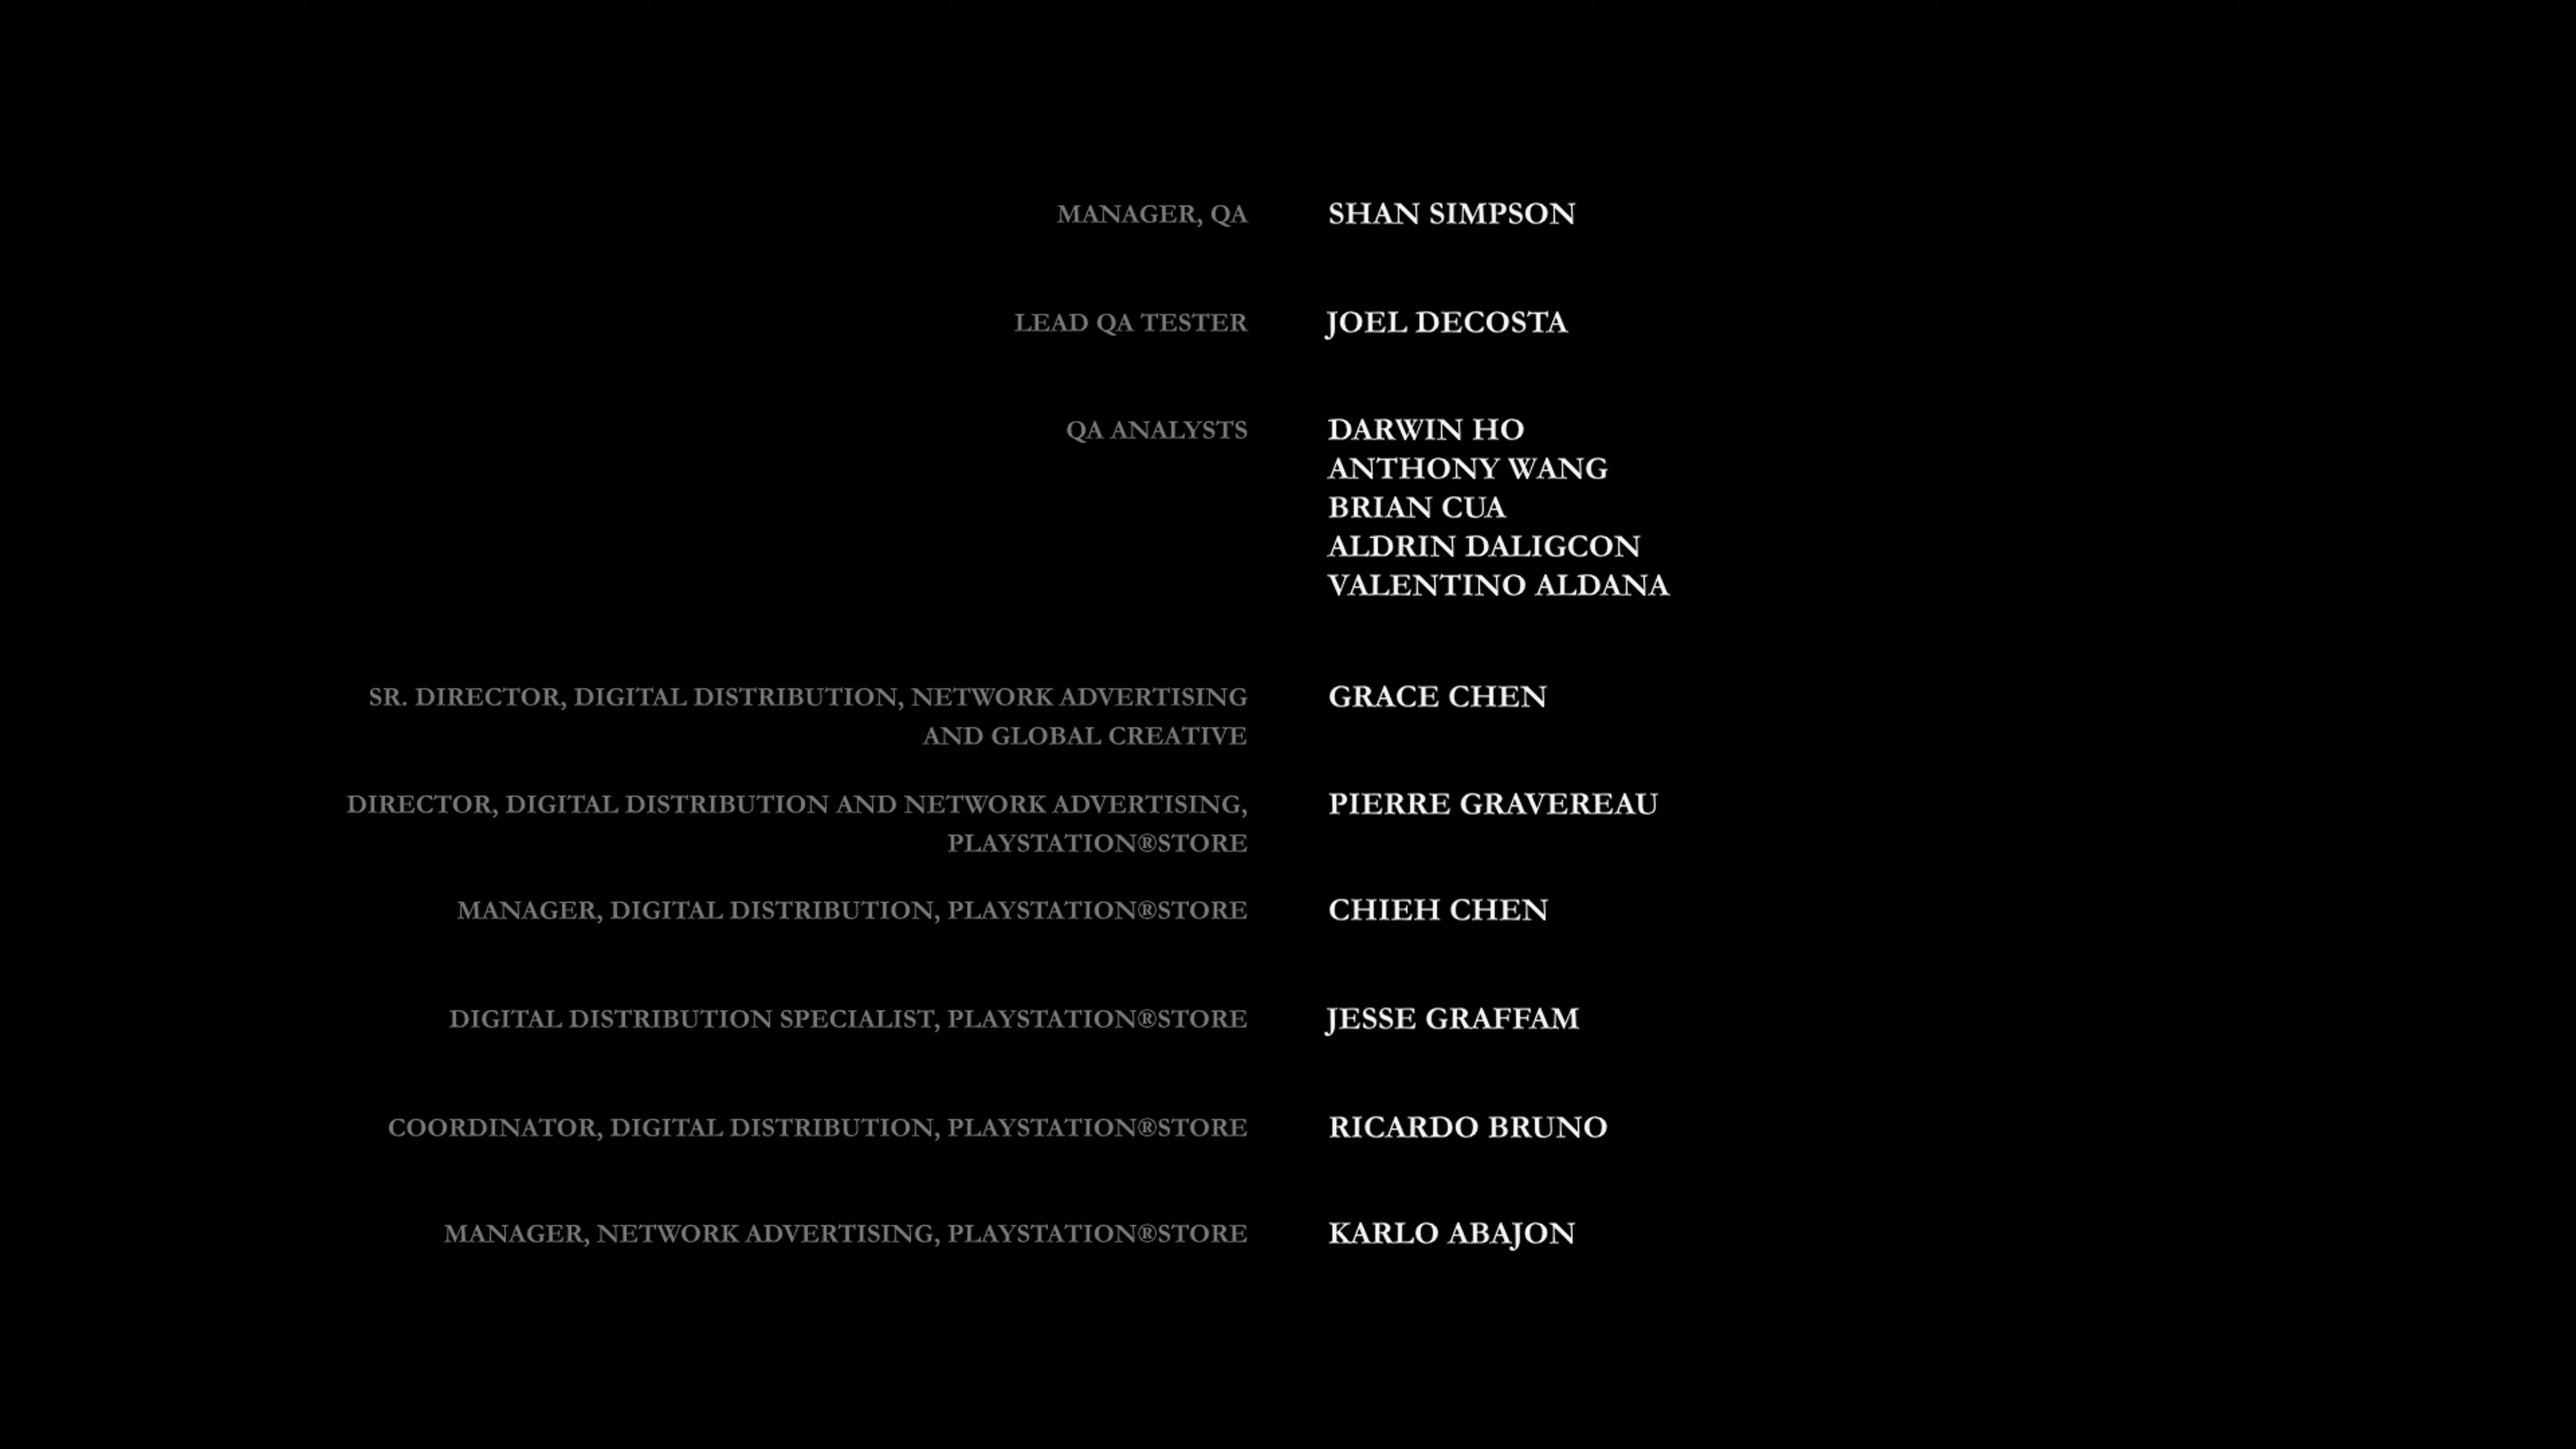 MANAGER, QA SHAN SIMPSON
LEAD QA TESTER JOEL DECOSTA
QA ANALYSTS DARWIN HO
ANTHONY WANG
BRIAN CUA
ALDRIN DALIGCON
VALENTINO ALDANA
SR. DIRECTOR, DIGITAL DISTRIBUTION, NETWORK ADVERTISING GRACE CHEN
AND GLOBAL CREATIVE
DIRECTOR, DIGITAL DISTRIBUTION AND NETWORK ADVERTISING, PIERRE GRAVEREAU
PLAYSTATION®STORE
MANAGER, DIGITAL DISTRIBUTION, PLAYSTATION®STORE CHIEH CHEN
DIGITAL DISTRIBUTION SPECIALIST, PLAYSTATION®STORE JESSE GRAFFAM
COORDINATOR, DIGITAL DISTRIBUTION, PLAYSTATION®STORE RICARDO BRUNO
MANAGER, NETWORK ADVERTISING, PLAYSTATION®STORE KARLO ABAJON